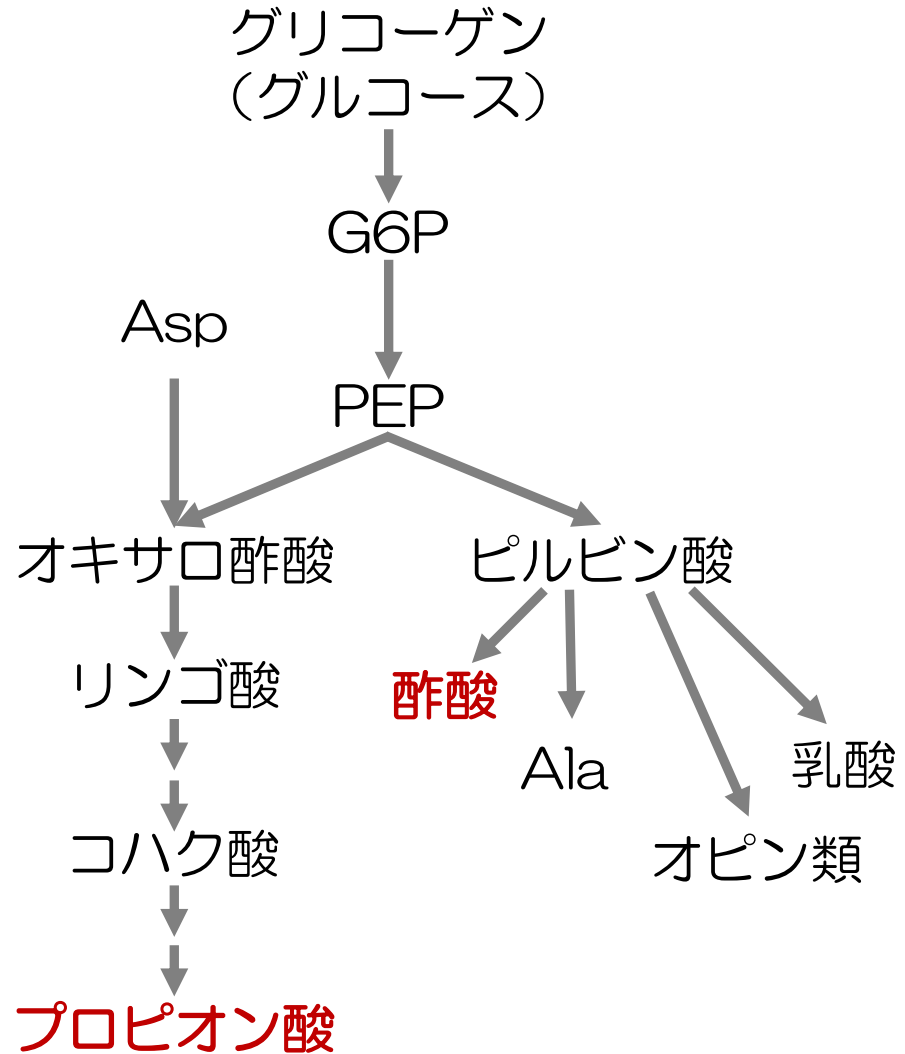 グリコーゲン
（グルコース）
G6P
Asp
PEP
オキサロ酢酸
ピルビン酸
リンゴ酸
酢酸
Ala
乳酸
コハク酸
オピン類
プロピオン酸